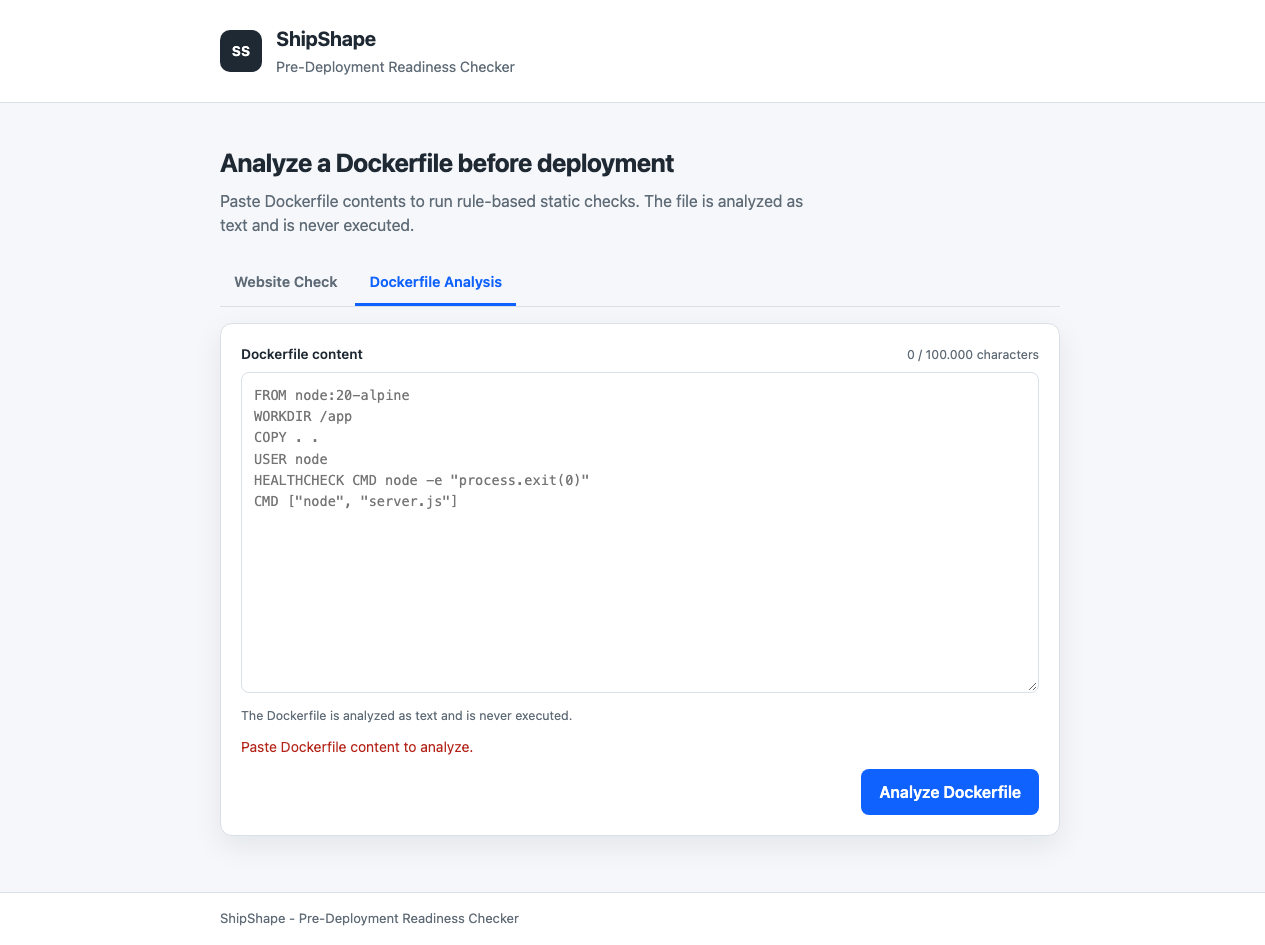 SS
ShipShape
Pre-Deployment Readiness Checker
Analyze a Dockerfile before deployment
Paste Dockerfile contents to run rule-based static checks. The file is analyzed as
text and is never executed.
Website Check
Dockerfile Analysis
Dockerfile content
0 / 100.000 characters
FROM node:20-alpine
WORKDIR /app
COPY . .
USER node
HEALTHCHECK CMD node -e "process.exit(0)"
CMD ["node", "server.js"]
The Dockerfile is analyzed as text and is never executed.
Paste Dockerfile content to analyze.
Analyze Dockerfile
ShipShape - Pre-Deployment Readiness Checker